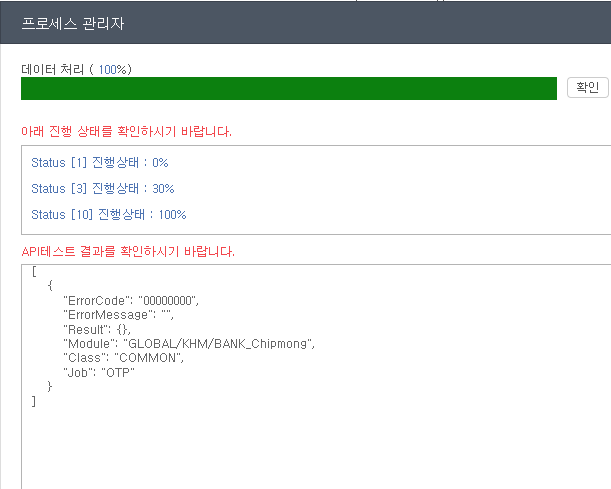 프로세스 관리자
데이터 처리 ( 100%)
확인
아래 진행 상태를 확인하시기 바랍니다.
Status [1] 진행상태 : 0%
Status [3] 진행상태 : 30%
Status [10] 진행상태 : 100%
API테스트 결과를 확인하시기 바랍니다.
[
{
"ErrorCode": "00000000",
"ErrorMessage": "",
"Result": {},
"Module": "GLOBAL/KHM/BANK_Chipmong",
"Class": "COMMON",
"Job": "OTP"
}
]